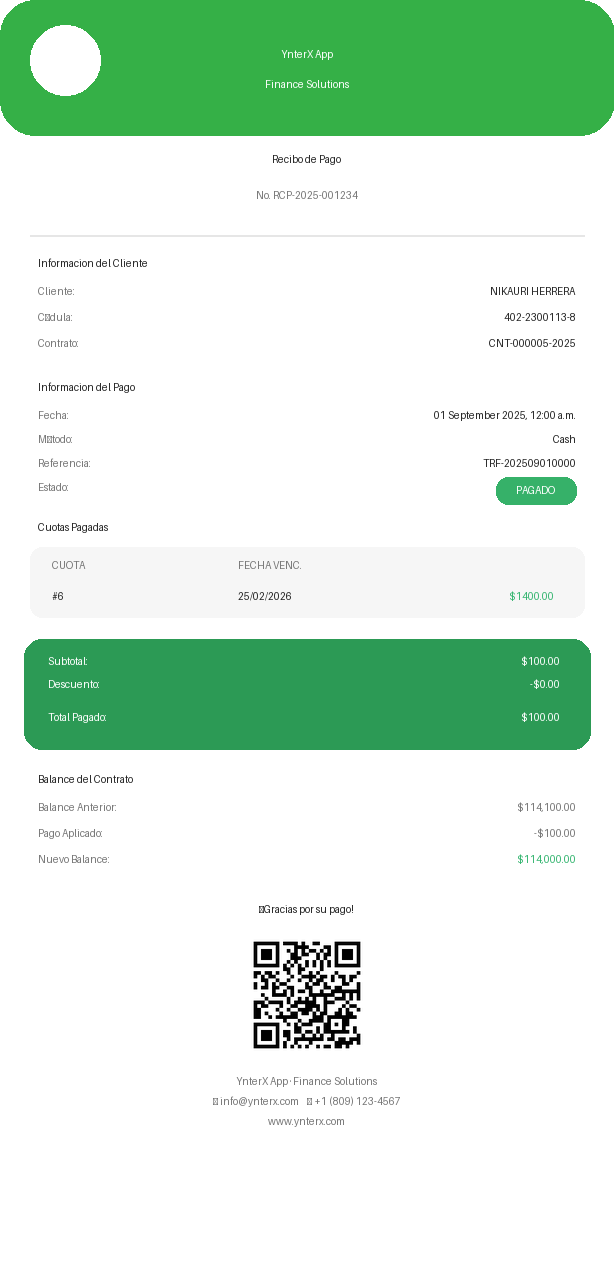 YnterX App
Finance Solutions
Recibo de Pago
No. RCP-2025-001234
Informacion del Cliente
Cliente: NIKAURI HERRERA
C▯dula: 402-2300113-8
Contrato: CNT-000005-2025
Informacion del Pago
Fecha: 01 September 2025, 12:00 a.m.
M▯todo: Cash
Referencia: TRF-202509010000
Estado: PAGADO
Cuotas Pagadas
CUOTA FECHA VENC.
#6 25/02/2026 $1400.00
Subtotal: $100.00
Descuento: -$0.00
Total Pagado: $100.00
Balance del Contrato
Balance Anterior: $114,100.00
Pago Aplicado: -$100.00
Nuevo Balance: $114,000.00
▯Gracias por su pago!
YnterX App · Finance Solutions
▯ info@ynterx.com ▯ +1 (809) 123-4567
www.ynterx.com